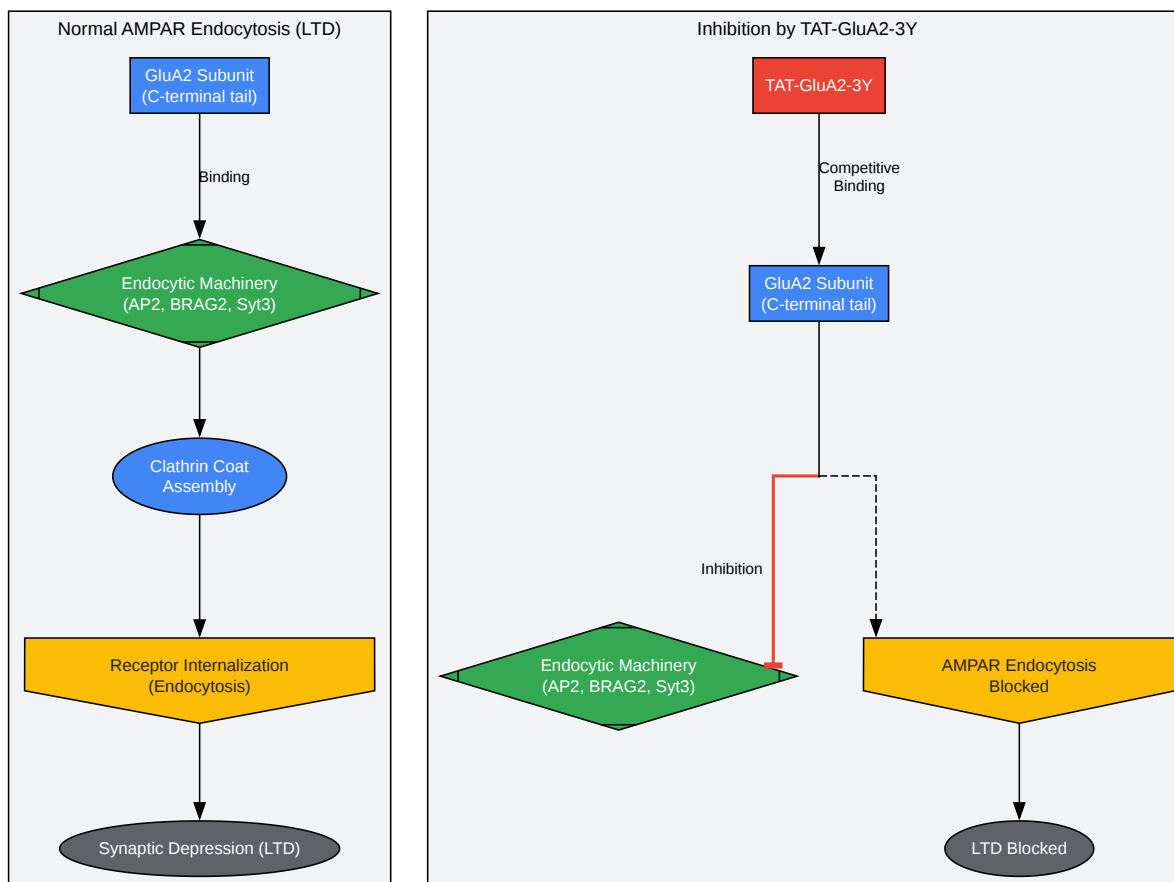 Normal AMPAR Endocytosis (LTD)
GluA2 Subunit
(C-terminal tail)
Binding
Endocytic Machinery
(AP2, BRAG2, Syt3)
Clathrin Coat
Assembly
Receptor Internalization
(Endocytosis)
Synaptic Depression (LTD)
Inhibition by TAT-GluA2-3Y
TAT-GluA2-3Y
Competitive
Binding
GluA2 Subunit
(C-terminal tail)
Inhibition
Endocytic Machinery
(AP2, BRAG2, Syt3)
AMPAR Endocytosis
Blocked
LTD Blocked